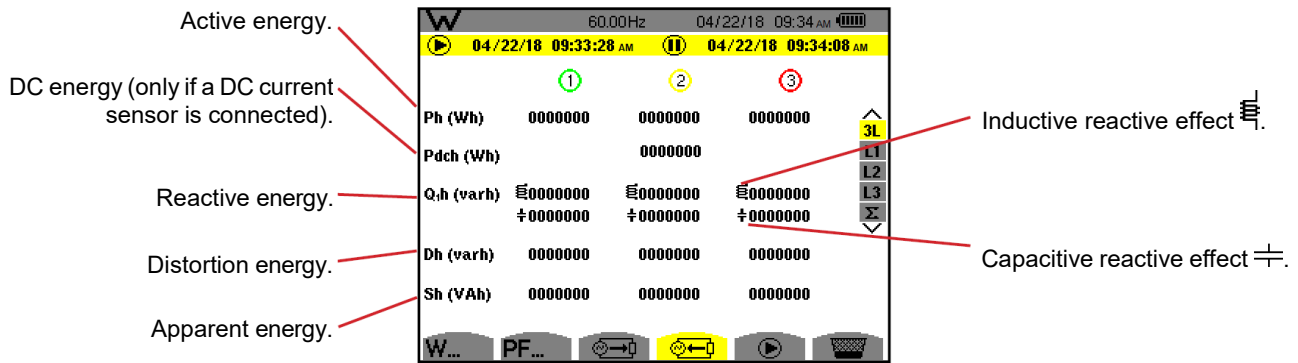 Active energy.
DC energy (only if a DC current
sensor is connected).
Reactive energy.
Distortion energy.
Apparent energy.
W 60.00Hz 04/22/18 09:34 AM
04/22/18 09:33:28 AM 04/22/18 09:34:08 AM
1 2 3
Ph (Wh) 0000000 0000000 0000000
Pdch (Wh) 0000000
Q₁h (varh) 0000000 0000000 0000000
0000000 0000000 0000000
Dh (varh) 0000000 0000000 0000000
Sh (VAh) 0000000 0000000 0000000
3L
L1
L2
L3
Σ
W... PF...
Inductive reactive effect .
Capacitive reactive effect .